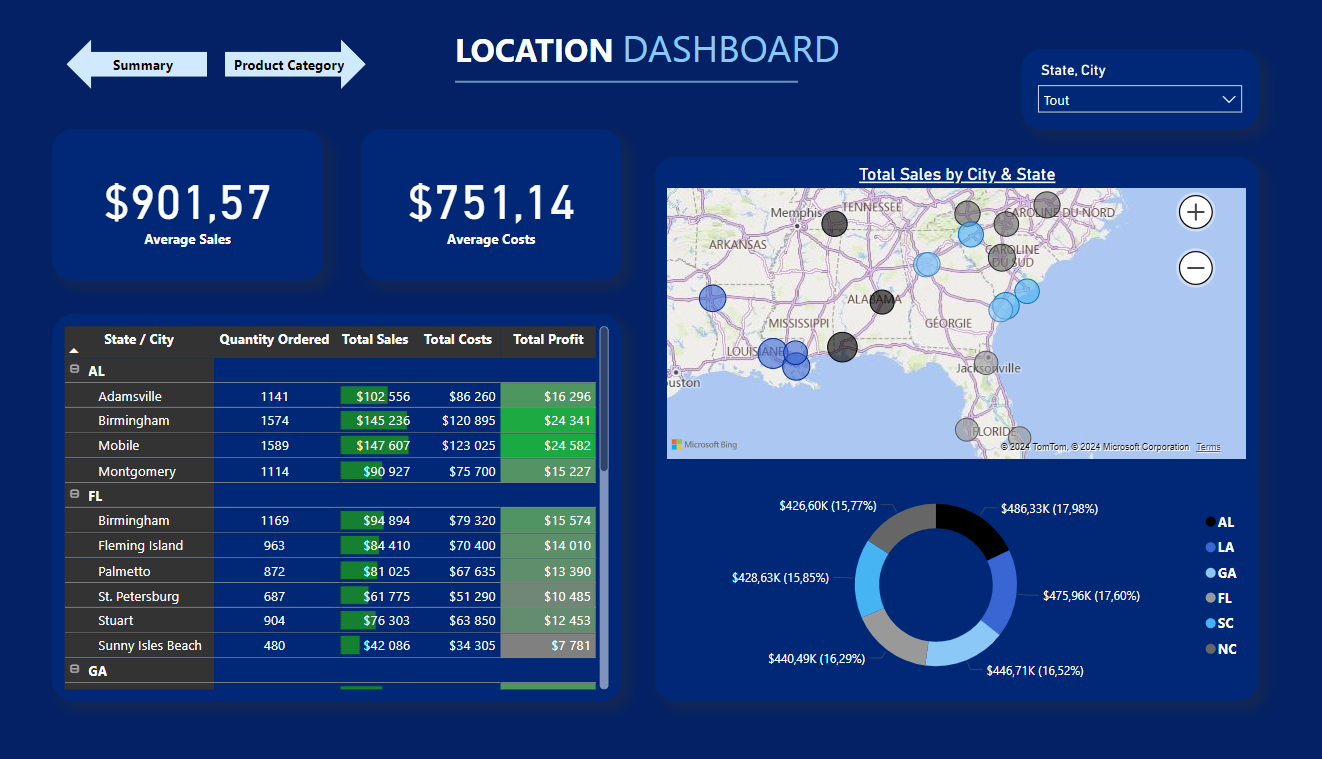 Summary
Product Category
LOCATION DASHBOARD
State, City
Tout
$901,57
Average Sales
$751,14
Average Costs
State / City Quantity Ordered Total Sales Total Costs Total Profit
AL
Adamsville 1141 $102 556 $86 260 $16 296
Birmingham 1574 $145 236 $120 895 $24 341
Mobile 1589 $147 607 $123 025 $24 582
Montgomery 1114 $90 927 $75 700 $15 227
FL
Birmingham 1169 $94 894 $79 320 $15 574
Fleming Island 963 $84 410 $70 400 $14 010
Palmetto 872 $81 025 $67 635 $13 390
St. Petersburg 687 $61 775 $51 290 $10 485
Stuart 904 $76 303 $63 850 $12 453
Sunny Isles Beach 480 $42 086 $34 305 $7 781
GA
Total Sales by City & State
TENNESSEE
Memphis
CAROLINE DU NORD
ARKANSAS
CAROLINE
DU SUD
ALABAMA
MISSISSIPPI
GÉORGIE
LOUISIANE
Jacksonville
uston
FLORIDE
Microsoft Bing
© 2024 TomTom, © 2024 Microsoft Corporation Terms
$426,60K (15,77%)
$486,33K (17,98%)
$428,63K (15,85%)
$475,96K (17,60%)
$440,49K (16,29%)
$446,71K (16,52%)
AL
LA
GA
FL
SC
NC